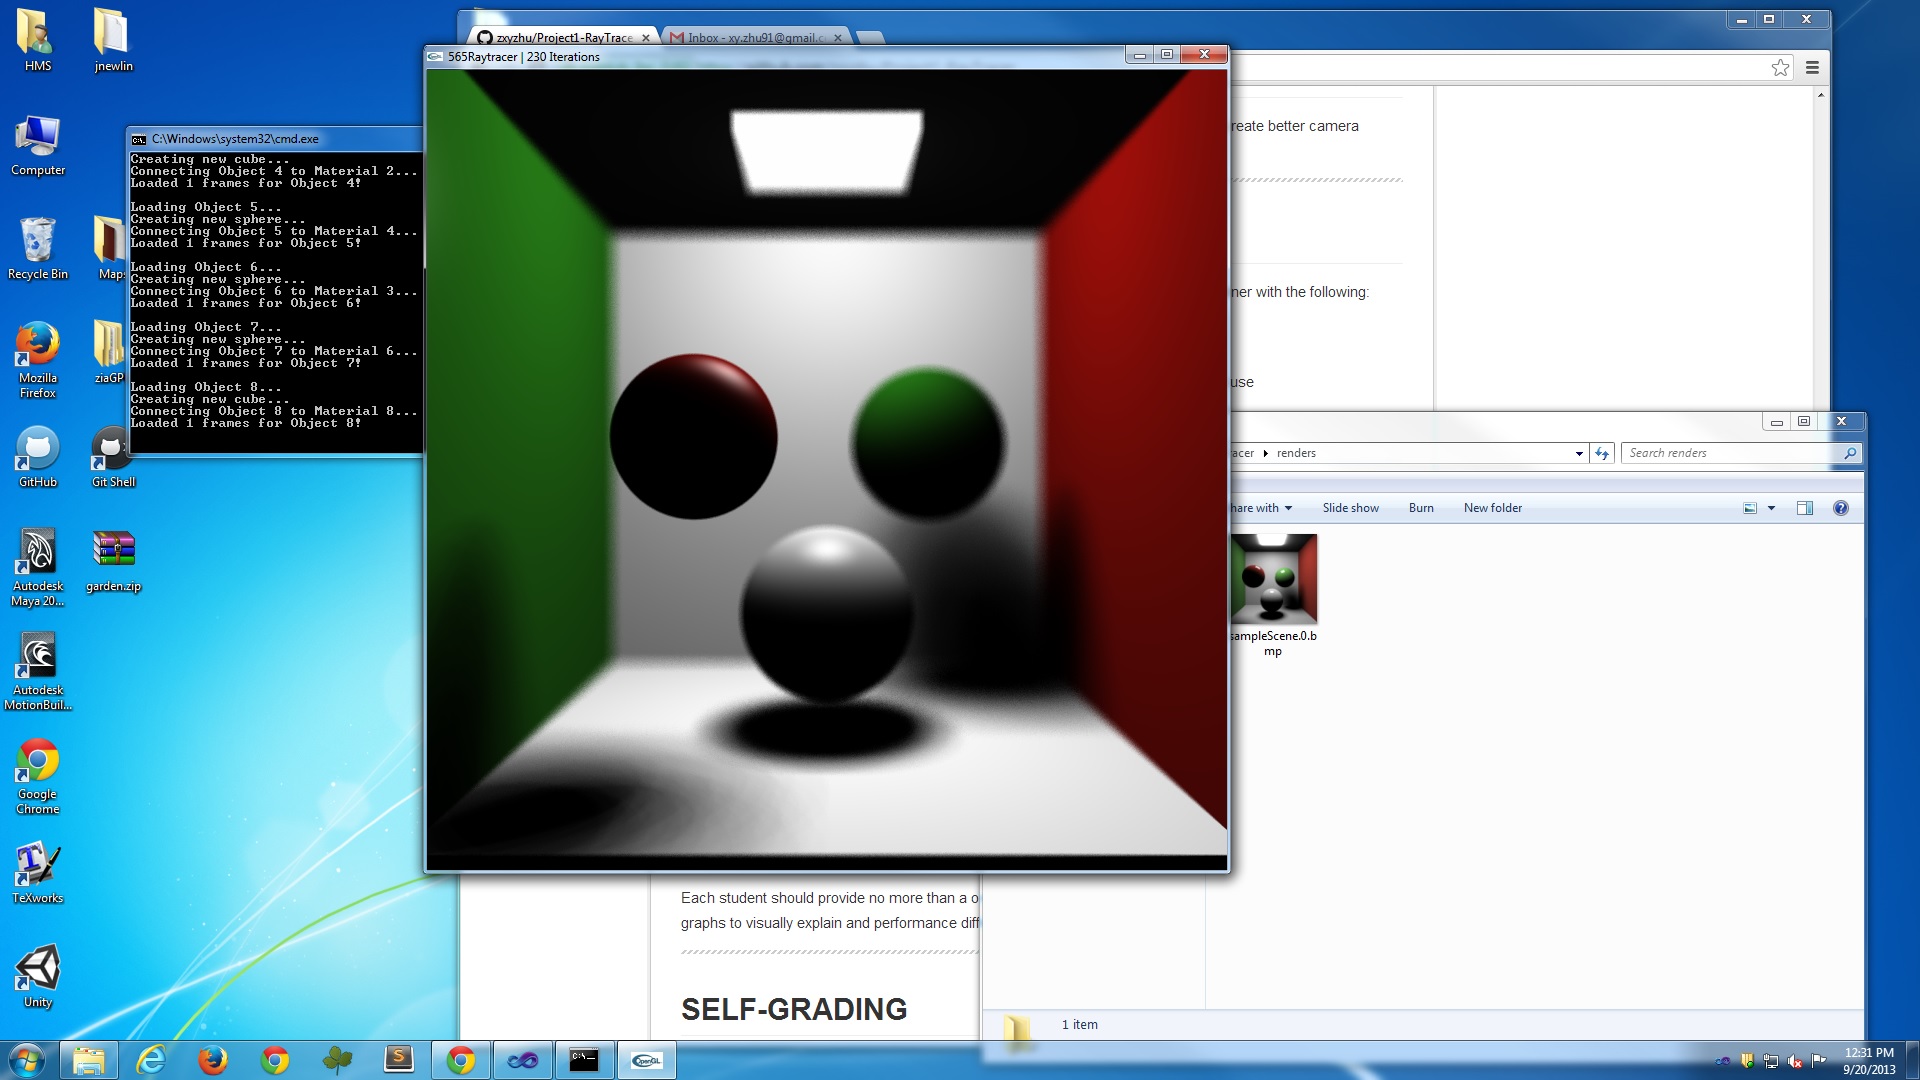 HMS
jnewlin
Computer
Recycle Bin
Maps
Mozilla
Firefox
ziaGP
GitHub
Git Shell
Autodesk
Maya 20...
garden.zip
Autodesk
MotionBuil...
Google
Chrome
TeXworks
Unity
C:\Windows\system32\cmd.exe
Creating new cube...
Connecting Object 4 to Material 2...
Loaded 1 frames for Object 4!
Loading Object 5...
Creating new sphere...
Connecting Object 5 to Material 4...
Loaded 1 frames for Object 5!
Loading Object 6...
Creating new sphere...
Connecting Object 6 to Material 3...
Loaded 1 frames for Object 6!
Loading Object 7...
Creating new sphere...
Connecting Object 7 to Material 6...
Loaded 1 frames for Object 7!
Loading Object 8...
Creating new cube...
Connecting Object 8 to Material 8...
Loaded 1 frames for Object 8!
zxyzhu/Project1-RayTrace
Inbox - xy.zhu91@gmail.c
565Raytracer | 230 Iterations
reate better camera
ner with the following:
use
racer renders
Search renders
hare with
Slide show
Burn
New folder
sampleScene.0.b
mp
1 item
Each student should provide no more than a o
graphs to visually explain and performance diff
SELF-GRADING
OpenGL
12:31 PM
9/20/2013